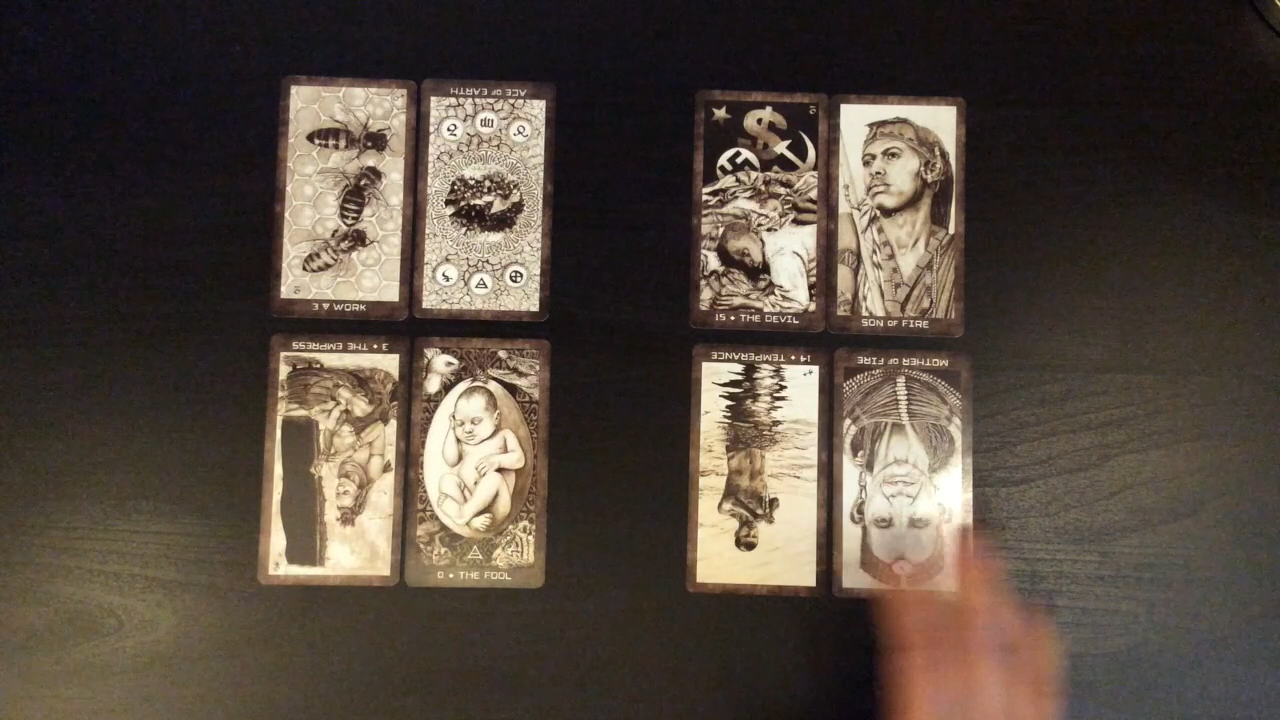 3 WORK
ACE OF EARTH
15 • THE DEVIL
SON OF FIRE
3 • THE EMPRESS
0 • THE FOOL
14 • TEMPERANCE
MOTHER OF FIRE